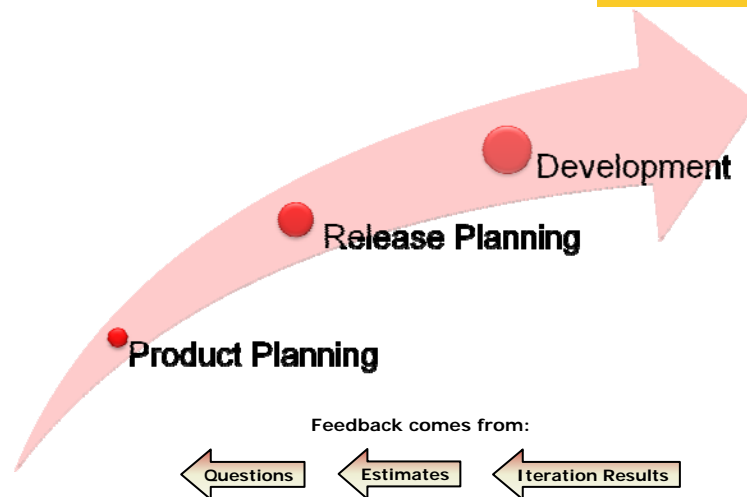 Development
Release Planning
Product Planning
Feedback comes from:
Questions
Estimates
Iteration Results